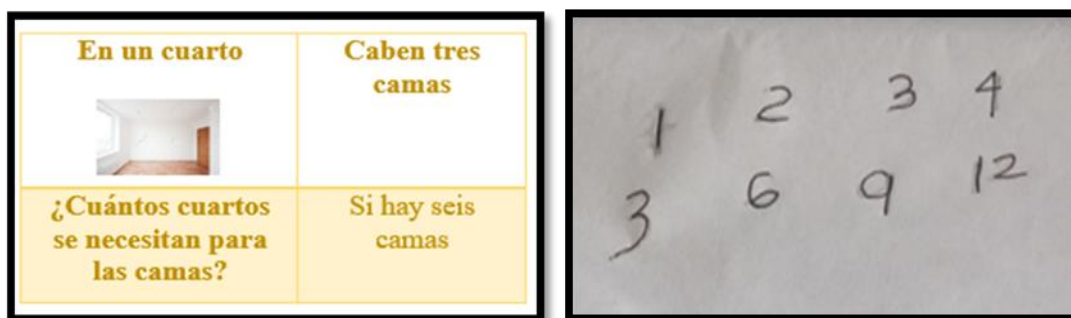 En un cuarto
Caben tres
camas
¿Cuántos cuartos
se necesitan para
las camas?
Si hay seis
camas
1 2 3 4
3 6 9 12